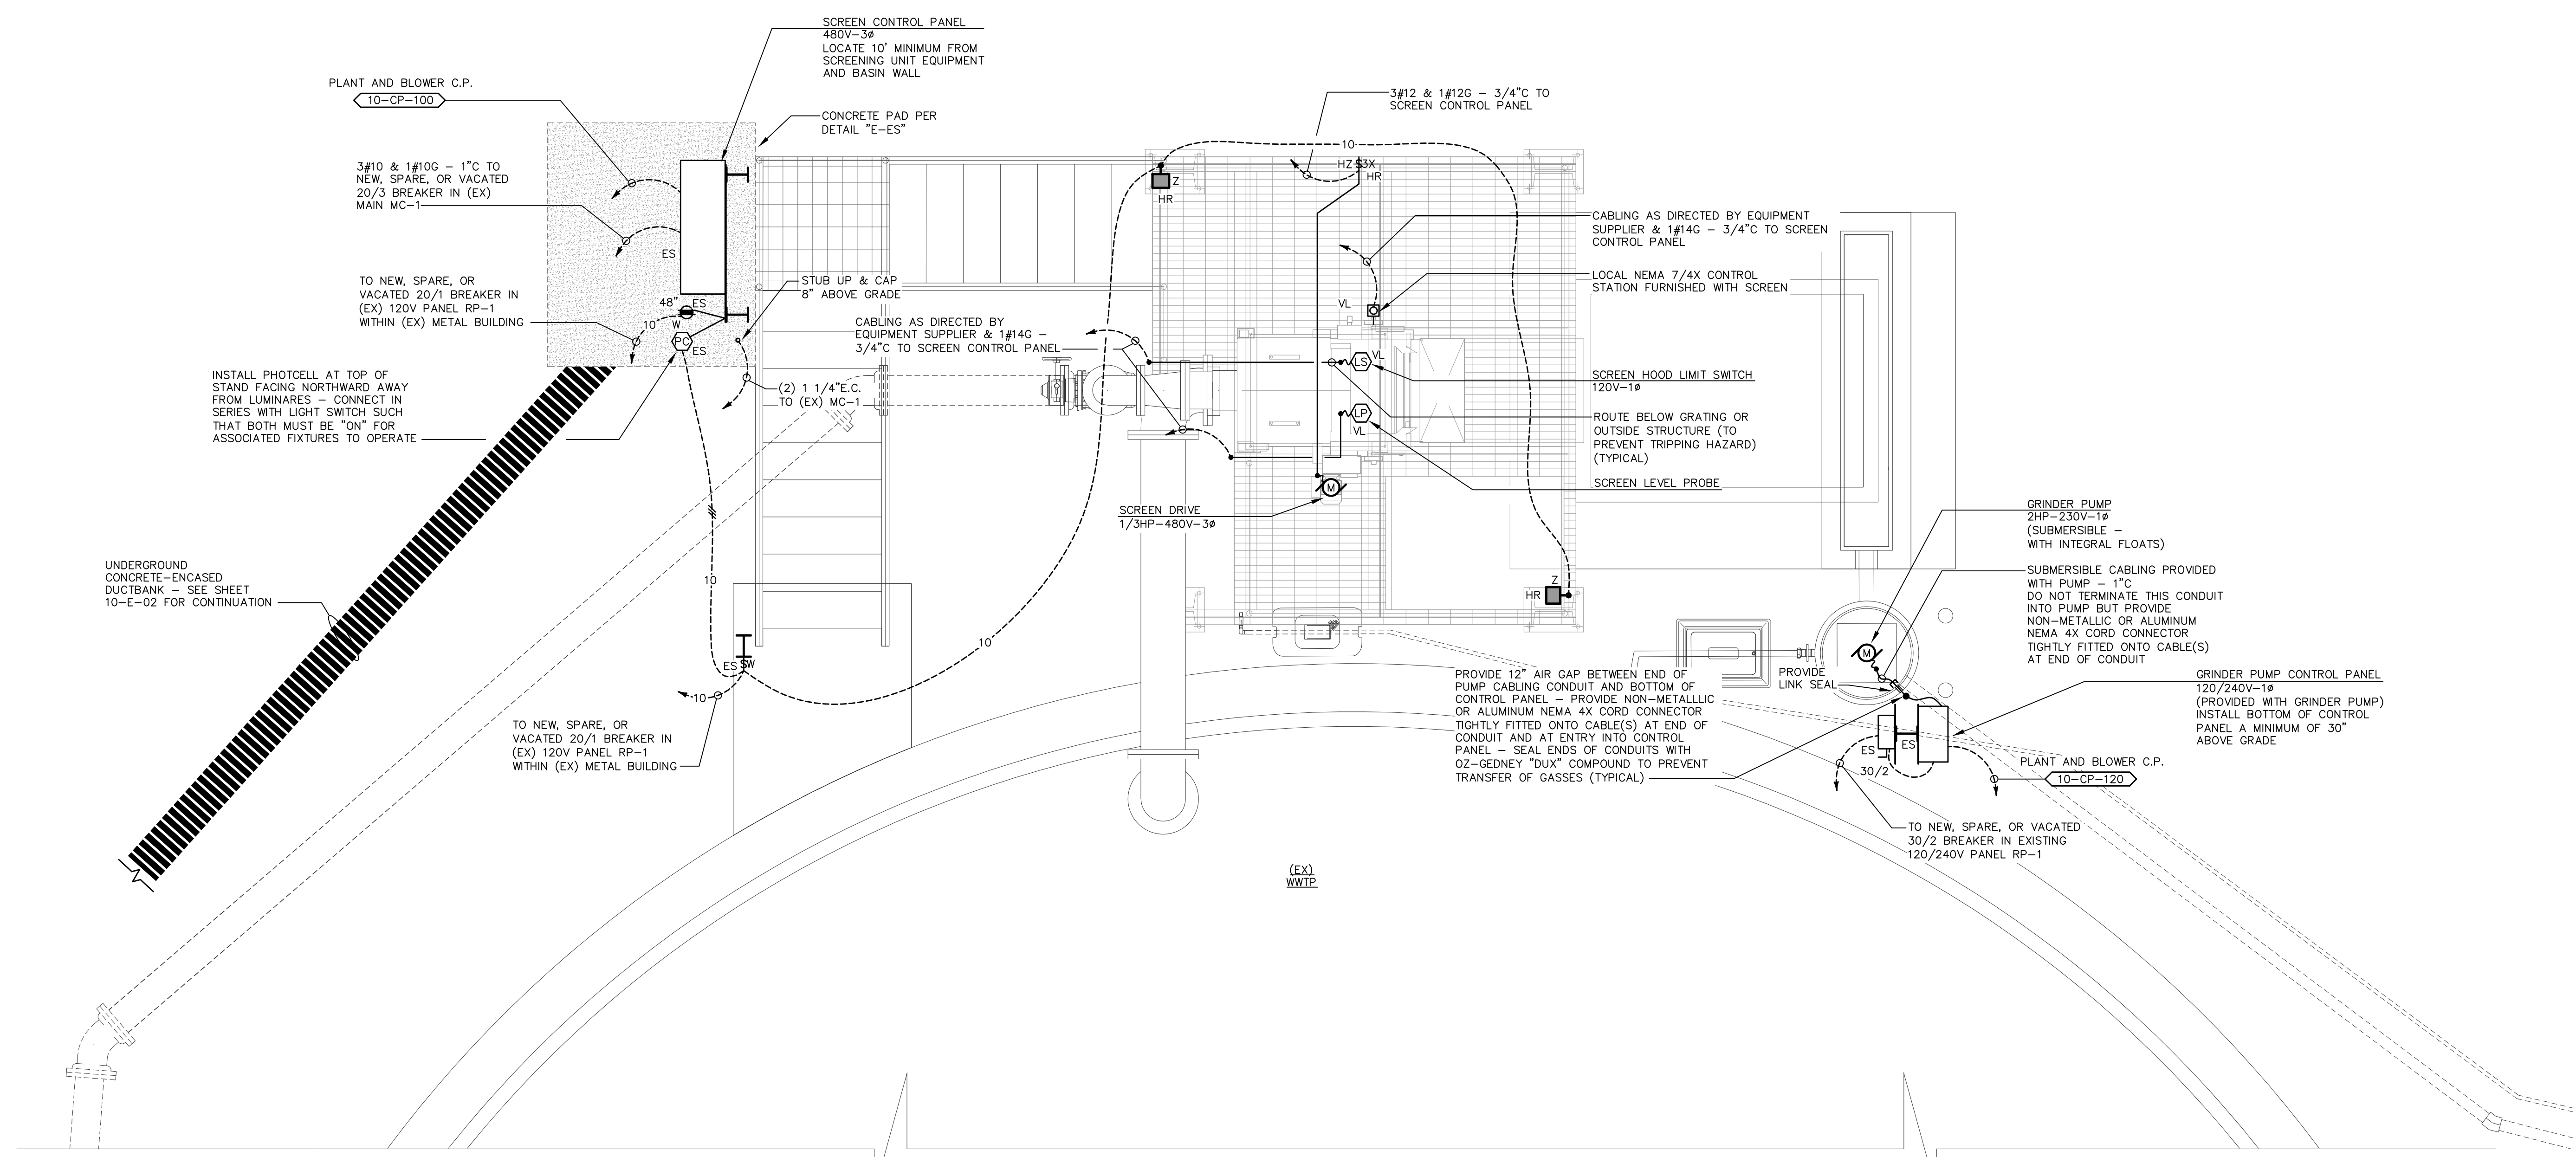 SCREEN CONTROL PANEL
480V-3ø
LOCATE 10' MINIMUM FROM
SCREENING UNIT EQUIPMENT
AND BASIN WALL
PLANT AND BLOWER C.P.
10-CP-100
CONCRETE PAD PER
DETAIL "E-ES"
3#12 & 1#12G - 3/4"C TO
SCREEN CONTROL PANEL
3#10 & 1#10G - 1"C TO
NEW, SPARE, OR VACATED
20/3 BREAKER IN (EX)
MAIN MC-1
ES
10
HZ $3X
HR
Z
HR
CABLING AS DIRECTED BY EQUIPMENT
SUPPLIER & 1#14G - 3/4"C TO SCREEN
CONTROL PANEL
LOCAL NEMA 7/4X CONTROL
STATION FURNISHED WITH SCREEN
TO NEW, SPARE, OR
VACATED 20/1 BREAKER IN
(EX) 120V PANEL RP-1
WITHIN (EX) METAL BUILDING
48"
ES
W
10
PC
ES
STUB UP & CAP
8" ABOVE GRADE
CABLING AS DIRECTED BY
EQUIPMENT SUPPLIER & 1#14G -
3/4"C TO SCREEN CONTROL PANEL
VL
LS
VL
LP
VL
SCREEN HOOD LIMIT SWITCH
120V-1ø
INSTALL PHOTCELL AT TOP OF
STAND FACING NORTHWARD AWAY
FROM LUMINARES - CONNECT IN
SERIES WITH LIGHT SWITCH SUCH
THAT BOTH MUST BE "ON" FOR
ASSOCIATED FIXTURES TO OPERATE
(2) 1 1/4"E.C.
TO (EX) MC-1
ROUTE BELOW GRATING OR
OUTSIDE STRUCTURE (TO
PREVENT TRIPPING HAZARD)
(TYPICAL)
SCREEN LEVEL PROBE
M
SCREEN DRIVE
1/3HP-480V-3ø
GRINDER PUMP
2HP-230V-1ø
(SUBMERSIBLE -
WITH INTEGRAL FLOATS)
UNDERGROUND
CONCRETE-ENCASED
DUCTBANK - SEE SHEET
10-E-02 FOR CONTINUATION
10
Z
HR
SUBMERSIBLE CABLING PROVIDED
WITH PUMP - 1"C
DO NOT TERMINATE THIS CONDUIT
INTO PUMP BUT PROVIDE
NON-METALLIC OR ALUMINUM
NEMA 4X CORD CONNECTOR
TIGHTLY FITTED ONTO CABLE(S)
AT END OF CONDUIT
10
ES $W
10
M
PROVIDE
LINK SEAL
PROVIDE 12" AIR GAP BETWEEN END OF
PUMP CABLING CONDUIT AND BOTTOM OF
CONTROL PANEL - PROVIDE NON-METALLLIC
OR ALUMINUM NEMA 4X CORD CONNECTOR
TIGHTLY FITTED ONTO CABLE(S) AT END OF
CONDUIT AND AT ENTRY INTO CONTROL
PANEL - SEAL ENDS OF CONDUITS WITH
OZ-GEDNEY "DUX" COMPOUND TO PREVENT
TRANSFER OF GASSES (TYPICAL)
GRINDER PUMP CONTROL PANEL
120/240V-1ø
(PROVIDED WITH GRINDER PUMP)
INSTALL BOTTOM OF CONTROL
PANEL A MINIMUM OF 30"
ABOVE GRADE
TO NEW, SPARE, OR
VACATED 20/1 BREAKER IN
(EX) 120V PANEL RP-1
WITHIN (EX) METAL BUILDING
ES
ES
30/2
PLANT AND BLOWER C.P.
10-CP-120
TO NEW, SPARE, OR VACATED
30/2 BREAKER IN EXISTING
120/240V PANEL RP-1
(EX)
WWTP